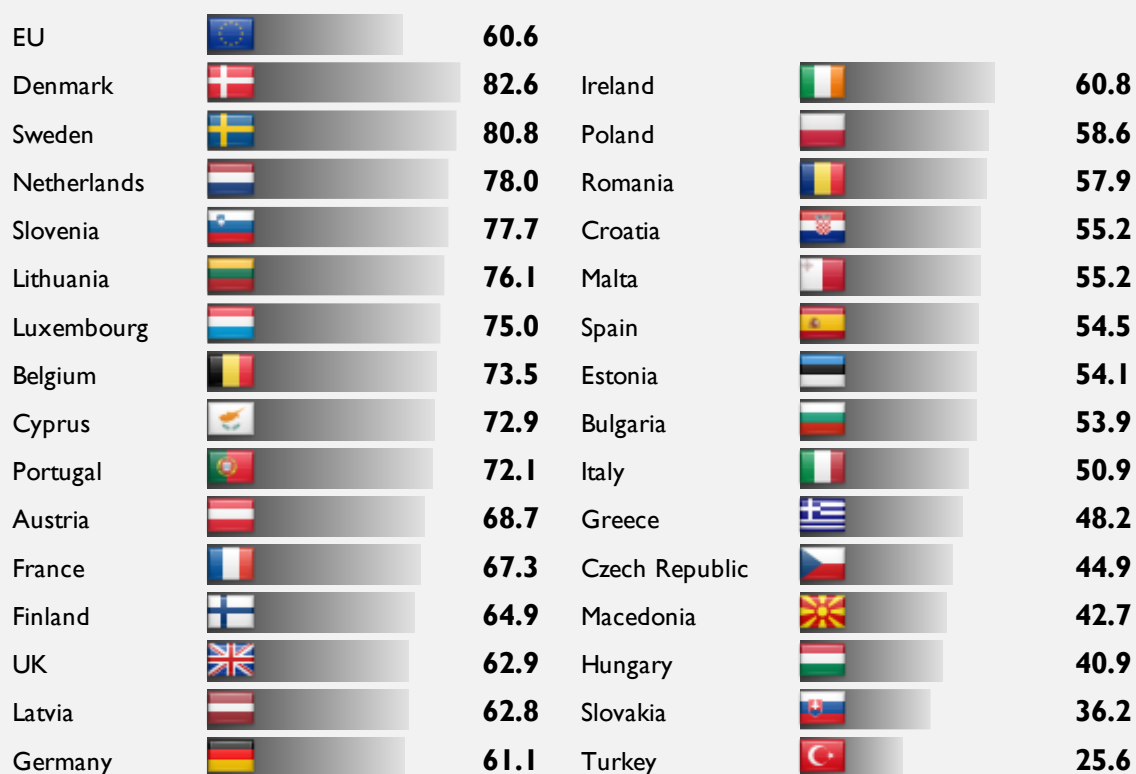 EU 60.6
Denmark 82.6
Sweden 80.8
Netherlands 78.0
Slovenia 77.7
Lithuania 76.1
Luxembourg 75.0
Belgium 73.5
Cyprus 72.9
Portugal 72.1
Austria 68.7
France 67.3
Finland 64.9
UK 62.9
Latvia 62.8
Germany 61.1
Ireland 60.8
Poland 58.6
Romania 57.9
Croatia 55.2
Malta 55.2
Spain 54.5
Estonia 54.1
Bulgaria 53.9
Italy 50.9
Greece 48.2
Czech Republic 44.9
Macedonia 42.7
Hungary 40.9
Slovakia 36.2
Turkey 25.6